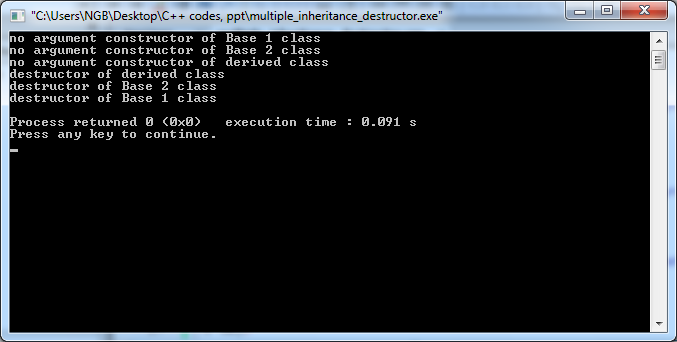 "C:\Users\NGB\Desktop\C++ codes, ppt\multiple_inheritance_destructor.exe"
no argument constructor of Base 1 class
no argument constructor of Base 2 class
no argument constructor of derived class
destructor of derived class
destructor of Base 2 class
destructor of Base 1 class
Process returned 0 (0x0)   execution time : 0.091 s
Press any key to continue.